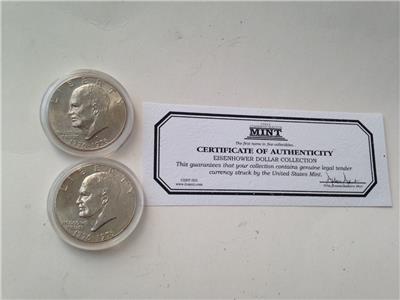 LIBERTY
1776-1976
LIBERTY
1776-1976
MINT
The first name in fine collectibles.
CERTIFICATE OF AUTHENTICITY
EISENHOWER DOLLAR COLLECTION
This guarantees that your collection contains genuine legal tender
currency struck by the United States Mint.